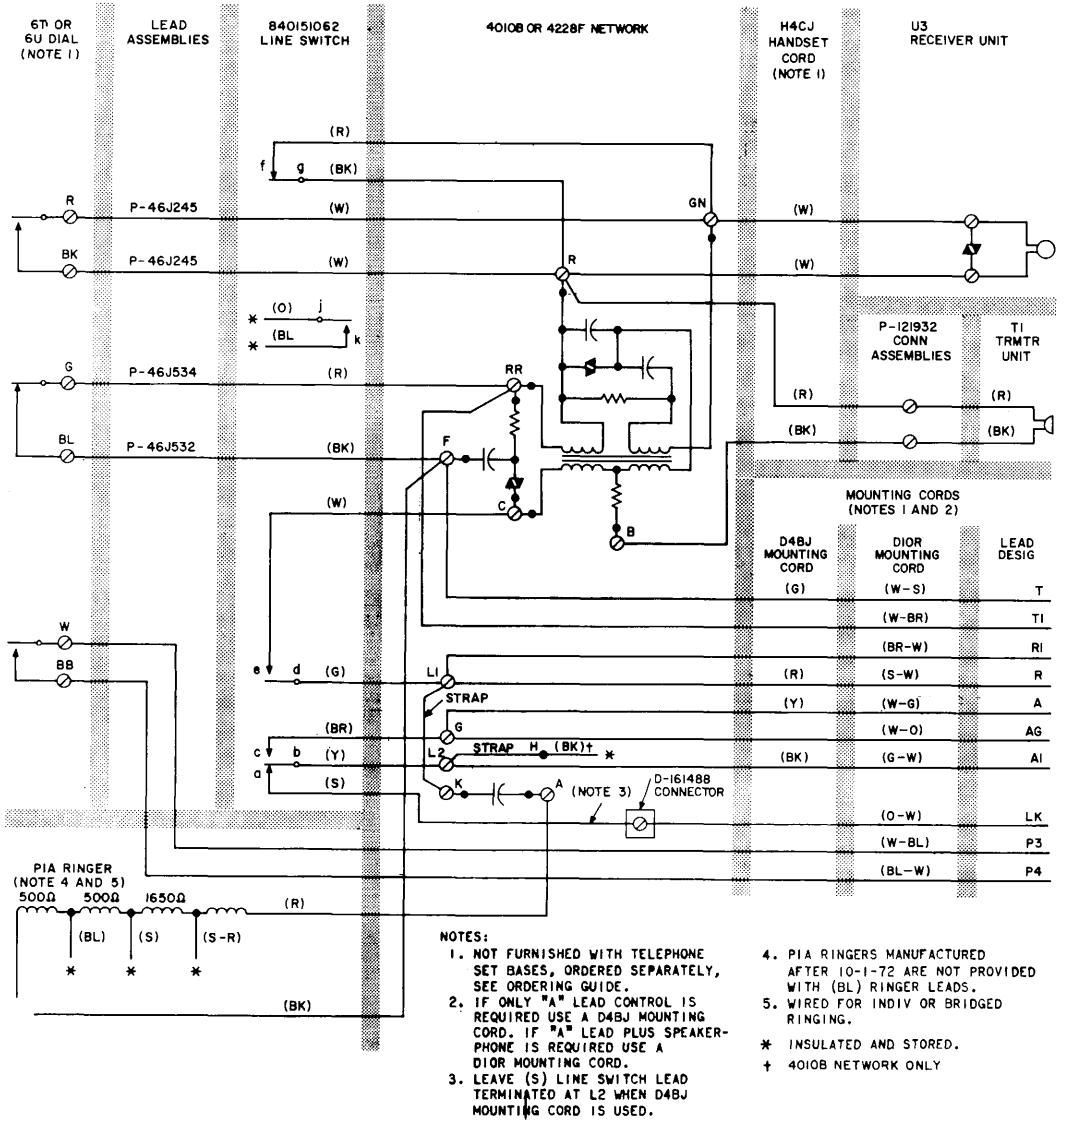 6T OR
6U DIAL
(NOTE 1)
LEAD
ASSEMBLIES
840151062
LINE SWITCH
4010B OR 4228F NETWORK
H4CJ
HANDSET
CORD
(NOTE 1)
U3
RECEIVER UNIT
(R)
f
g
(BK)
R
P-46J245
(W)
GN
(W)
BK
P-46J245
(W)
R
(W)
* (O) j
* (BL
k
P-121932
CONN
ASSEMBLIES
T1
TRMTR
UNIT
G
P-46J534
(R)
RR
(R)
(R)
BL
P-46J532
(BK)
F
(BK)
(BK)
(W)
C
B
MOUNTING CORDS
(NOTES 1 AND 2)
D4BJ
MOUNTING
CORD
D10R
MOUNTING
CORD
LEAD
DESIG
(G)
(W-S)
T
(W-BR)
T1
W
(BR-W)
R1
BB
e
d
(G)
L1
(R)
(S-W)
R
STRAP
(Y)
(W-G)
A
(BR)
G
(W-O)
AG
c
b
(Y)
L2
STRAP
H
(BK)†
*
(BK)
(G-W)
A1
a
(S)
K
A
(NOTE 3)
D-161488
CONNECTOR
(O-W)
LK
(W-BL)
P3
(BL-W)
P4
P1A RINGER
(NOTE 4 AND 5)
500Ω
500Ω
1650Ω
(R)
(BL)
(S)
(S-R)
*
*
*
(BK)
NOTES:
1. NOT FURNISHED WITH TELEPHONE
SET BASES, ORDERED SEPARATELY,
SEE ORDERING GUIDE.
2. IF ONLY "A" LEAD CONTROL IS
REQUIRED USE A D4BJ MOUNTING
CORD. IF "A" LEAD PLUS SPEAKER-
PHONE IS REQUIRED USE A
D10R MOUNTING CORD.
3. LEAVE (S) LINE SWITCH LEAD
TERMINATED AT L2 WHEN D4BJ
MOUNTING CORD IS USED.
4. P1A RINGERS MANUFACTURED
AFTER 10-1-72 ARE NOT PROVIDED
WITH (BL) RINGER LEADS.
5. WIRED FOR INDIV OR BRIDGED
RINGING.
* INSULATED AND STORED.
† 4010B NETWORK ONLY